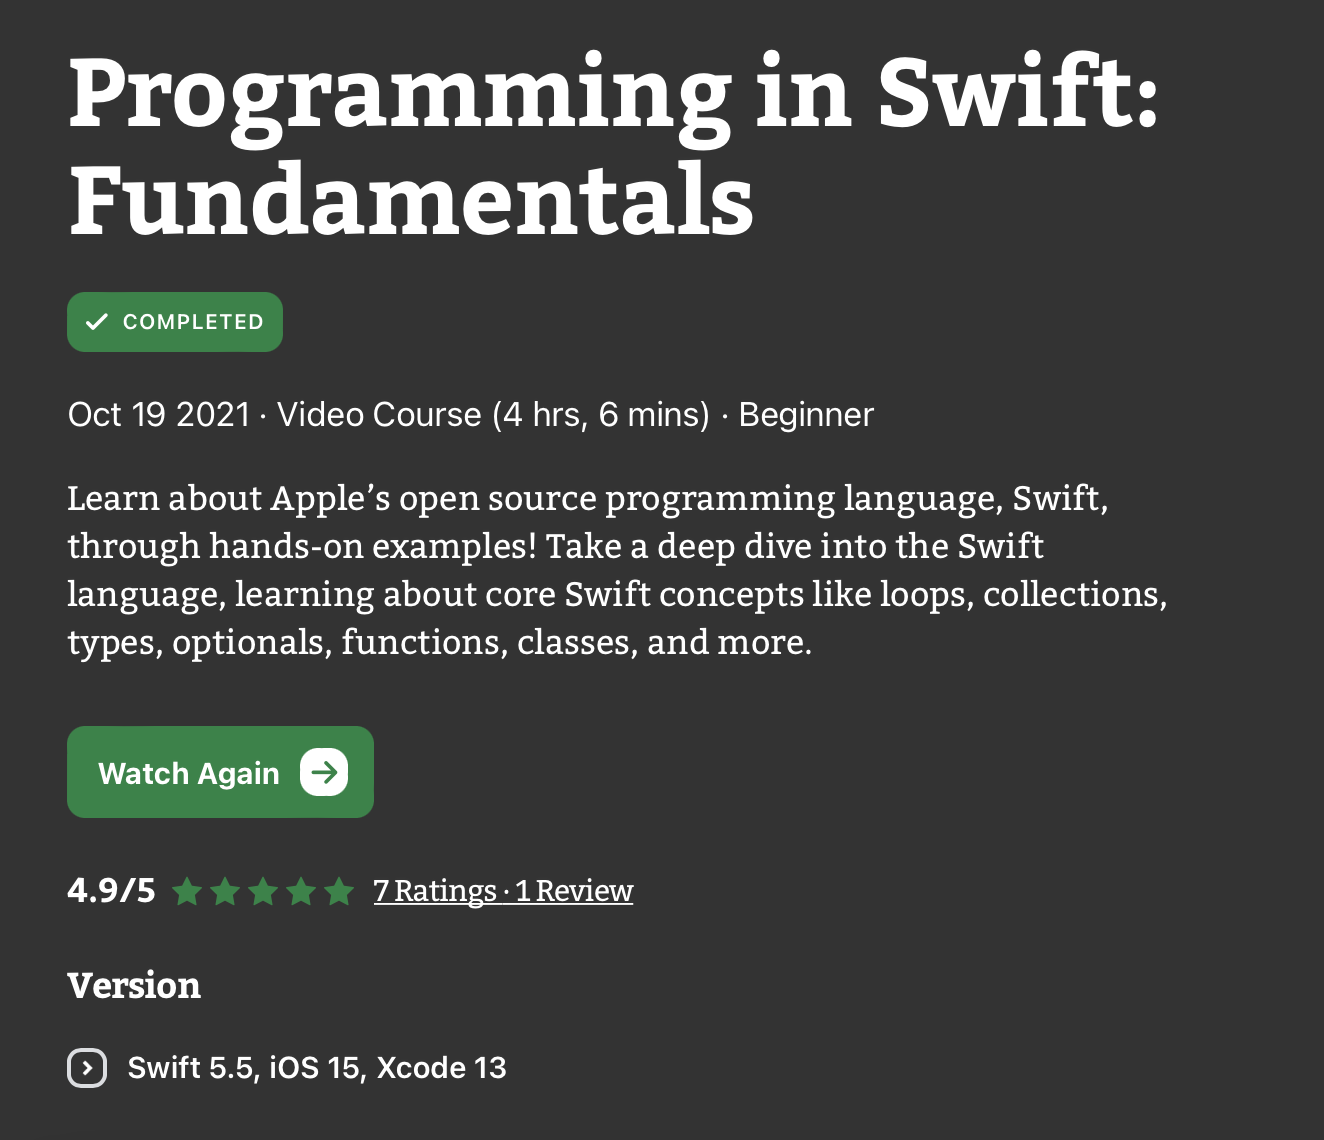 Programming in Swift:
Fundamentals
COMPLETED
Oct 19 2021 · Video Course (4 hrs, 6 mins) · Beginner
Learn about Apple’s open source programming language, Swift,
through hands-on examples! Take a deep dive into the Swift
language, learning about core Swift concepts like loops, collections,
types, optionals, functions, classes, and more.
Watch Again
4.9/5 7 Ratings · 1 Review
Version
Swift 5.5, iOS 15, Xcode 13